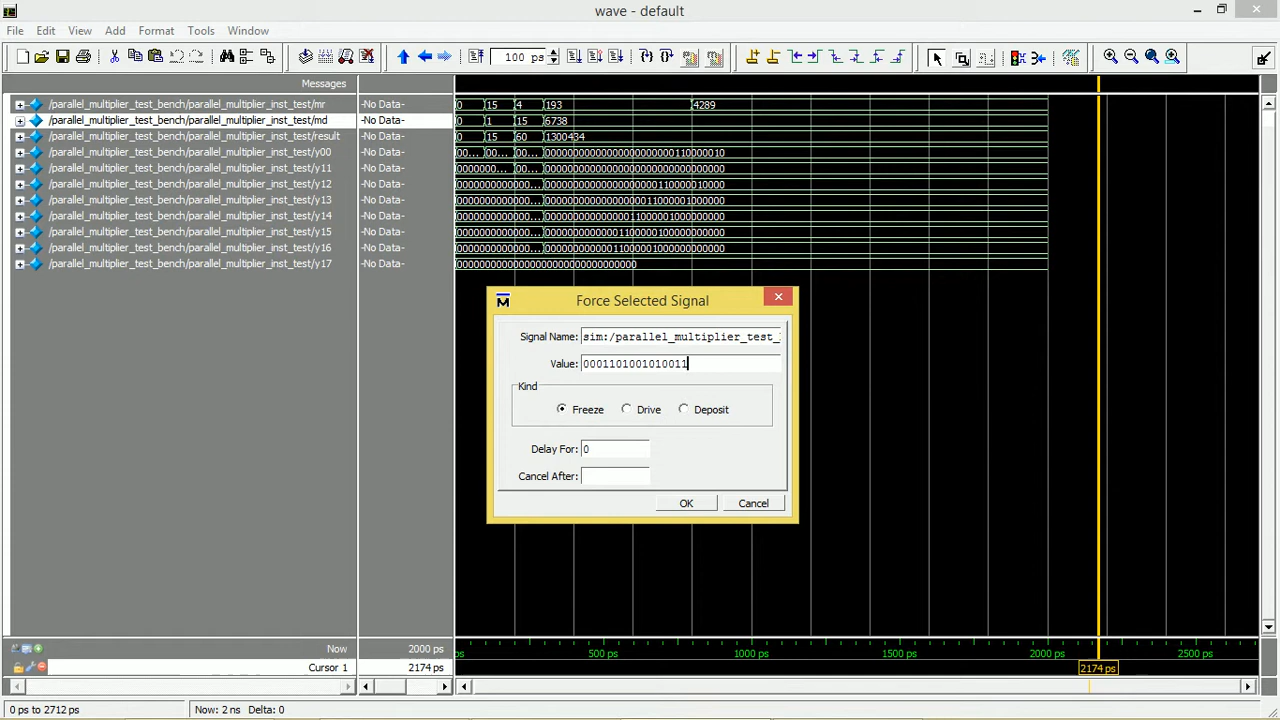 wave - default
File Edit View Add Format Tools Window
100 ps
Messages
/parallel_multiplier_test_bench/parallel_multiplier_inst_test/mr -No Data- 0 15 4 193 4289
/parallel_multiplier_test_bench/parallel_multiplier_inst_test/md -No Data- 0 1 15 6738
/parallel_multiplier_test_bench/parallel_multiplier_inst_test/result -No Data- 0 15 60 1300434
/parallel_multiplier_test_bench/parallel_multiplier_inst_test/y00 -No Data- 00... 00... 00...
/parallel_multiplier_test_bench/parallel_multiplier_inst_test/y11 -No Data- 0000000... 00...
/parallel_multiplier_test_bench/parallel_multiplier_inst_test/y12 -No Data-
/parallel_multiplier_test_bench/parallel_multiplier_inst_test/y13 -No Data-
/parallel_multiplier_test_bench/parallel_multiplier_inst_test/y14 -No Data-
/parallel_multiplier_test_bench/parallel_multiplier_inst_test/y15 -No Data-
/parallel_multiplier_test_bench/parallel_multiplier_inst_test/y16 -No Data-
/parallel_multiplier_test_bench/parallel_multiplier_inst_test/y17 -No Data-
Force Selected Signal
Signal Name: sim:/parallel_multiplier_test_
Value: 0001101001010011
Kind
Freeze Drive Deposit
Delay For: 0
Cancel After:
OK Cancel
Now 2000 ps ps 500 ps 1000 ps 1500 ps 2000 ps 2500 ps
Cursor 1 2174 ps 2174 ps
0 ps to 2712 ps Now: 2 ns Delta: 0